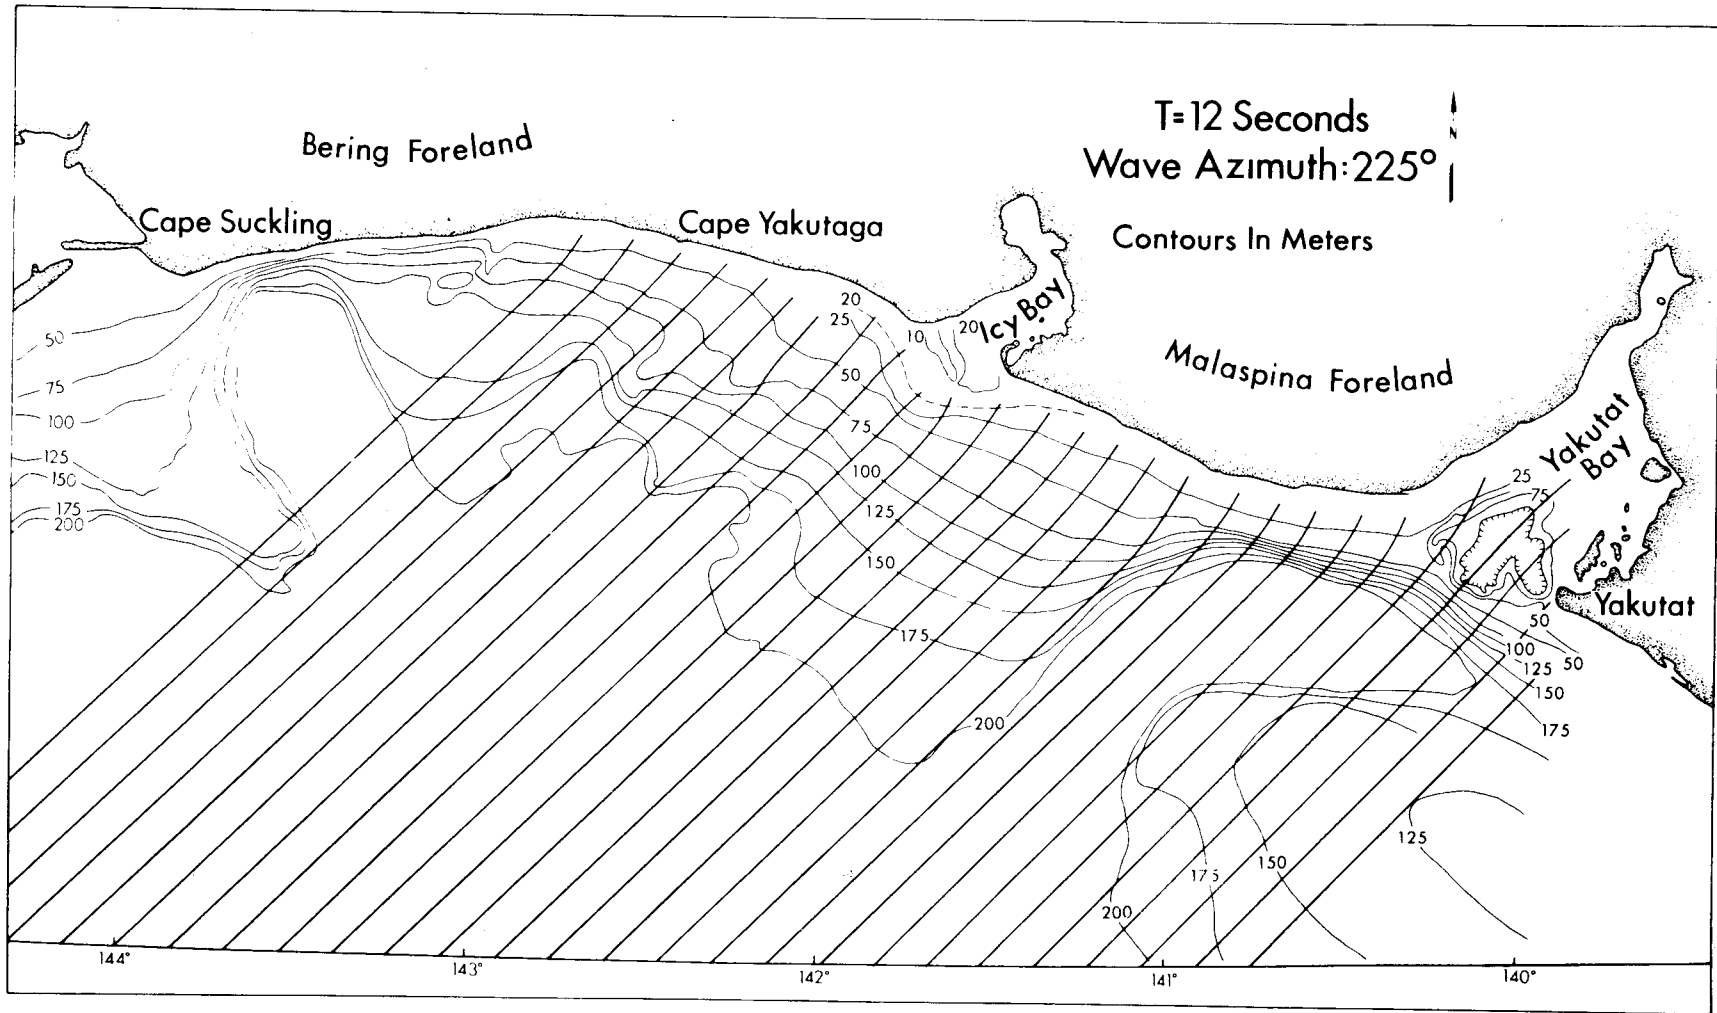 T=12 Seconds
N
Wave Azimuth:225°
Bering Foreland
Cape Suckling
Cape Yakutaga
Contours In Meters
Icy Bay
Malaspina Foreland
Yakutat
Bay
Yakutat
20
25
10
20
50
50
75
75
100
100
125
125
150
150
175
200
175
200
25
75
50
50
100
125
150
175
125
150
175
200
144°
143°
142°
141°
140°